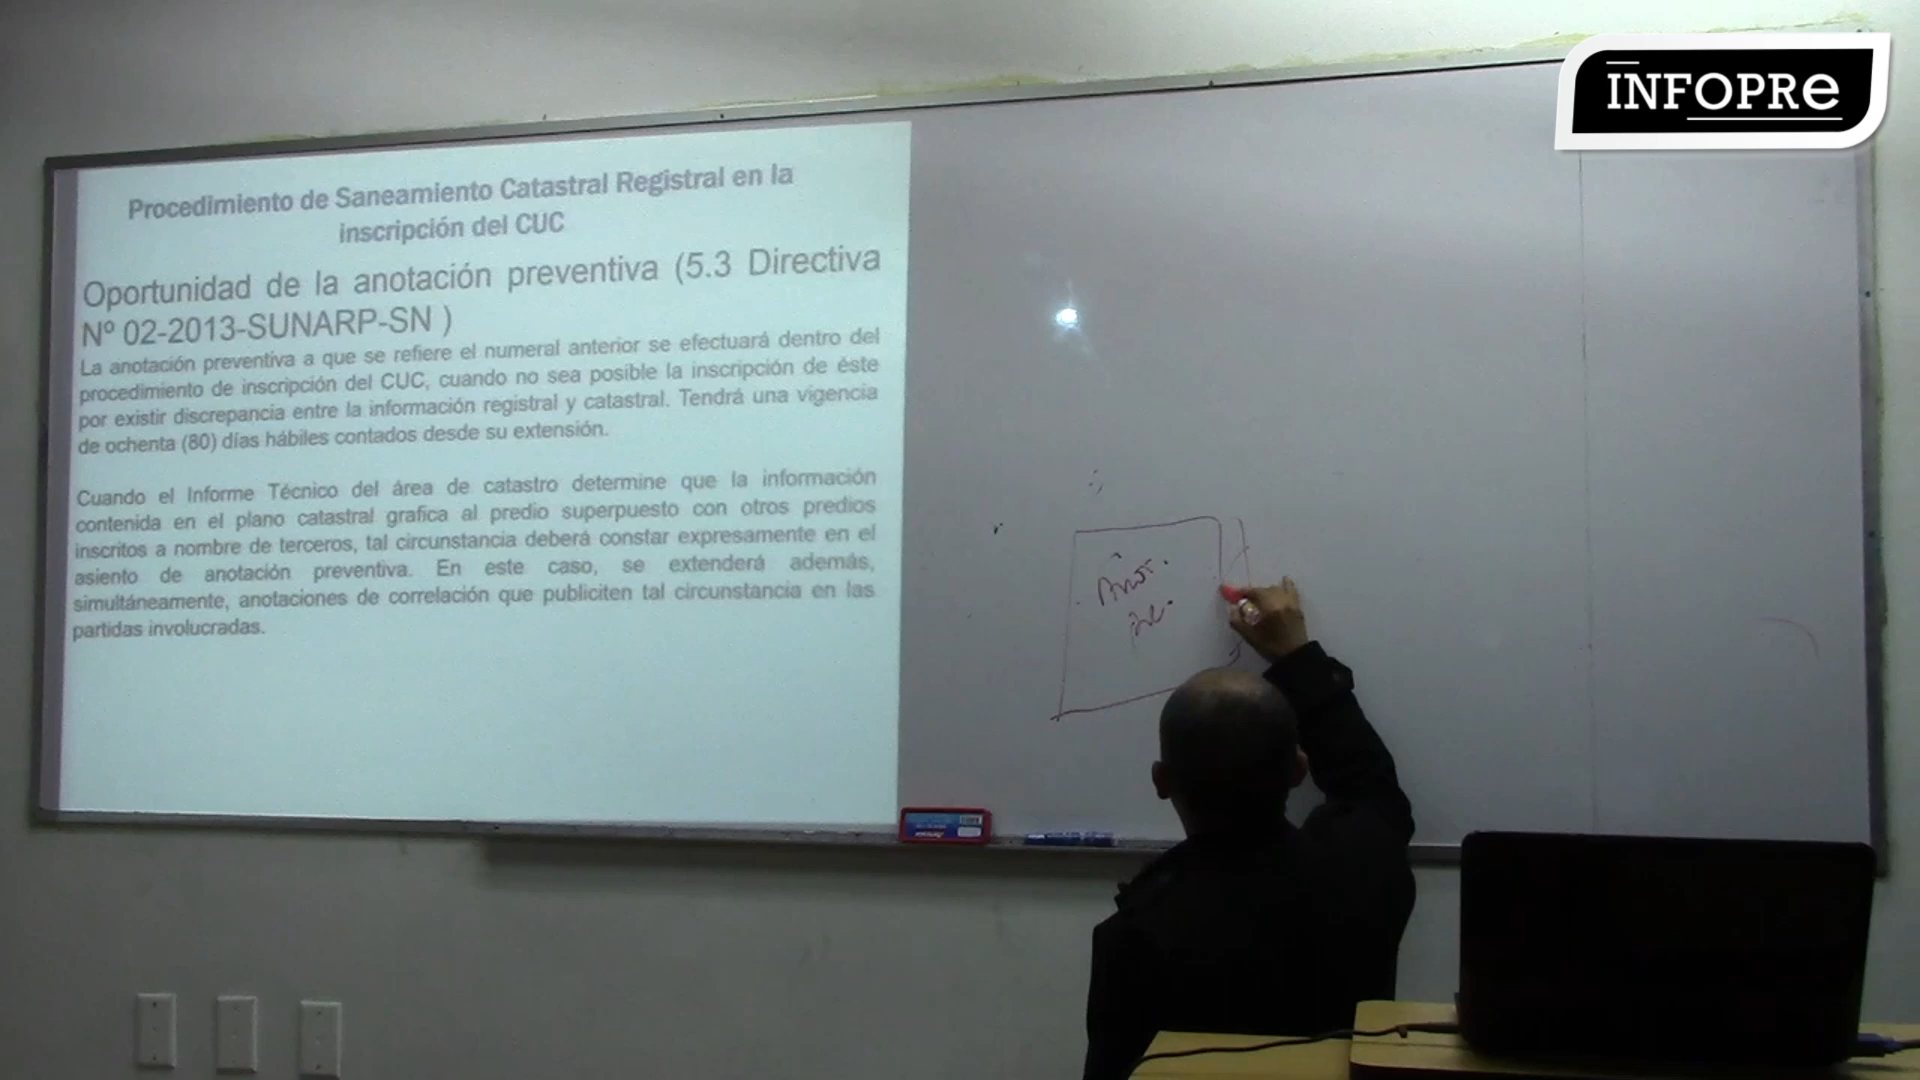 INFOPRe
Procedimiento de Saneamiento Catastral Registral en la
inscripción del CUC
Oportunidad de la anotación preventiva (5.3 Directiva
Nº 02-2013-SUNARP-SN )
La anotación preventiva a que se refiere el numeral anterior se efectuará dentro del
procedimiento de inscripción del CUC, cuando no sea posible la inscripción de éste
por existir discrepancia entre la información registral y catastral. Tendrá una vigencia
de ochenta (80) días hábiles contados desde su extensión.
Cuando el Informe Técnico del área de catastro determine que la información
contenida en el plano catastral grafica al predio superpuesto con otros predios
inscritos a nombre de terceros, tal circunstancia deberá constar expresamente en el
asiento de anotación preventiva. En este caso, se extenderá además,
simultáneamente, anotaciones de correlación que publiciten tal circunstancia en las
partidas involucradas.